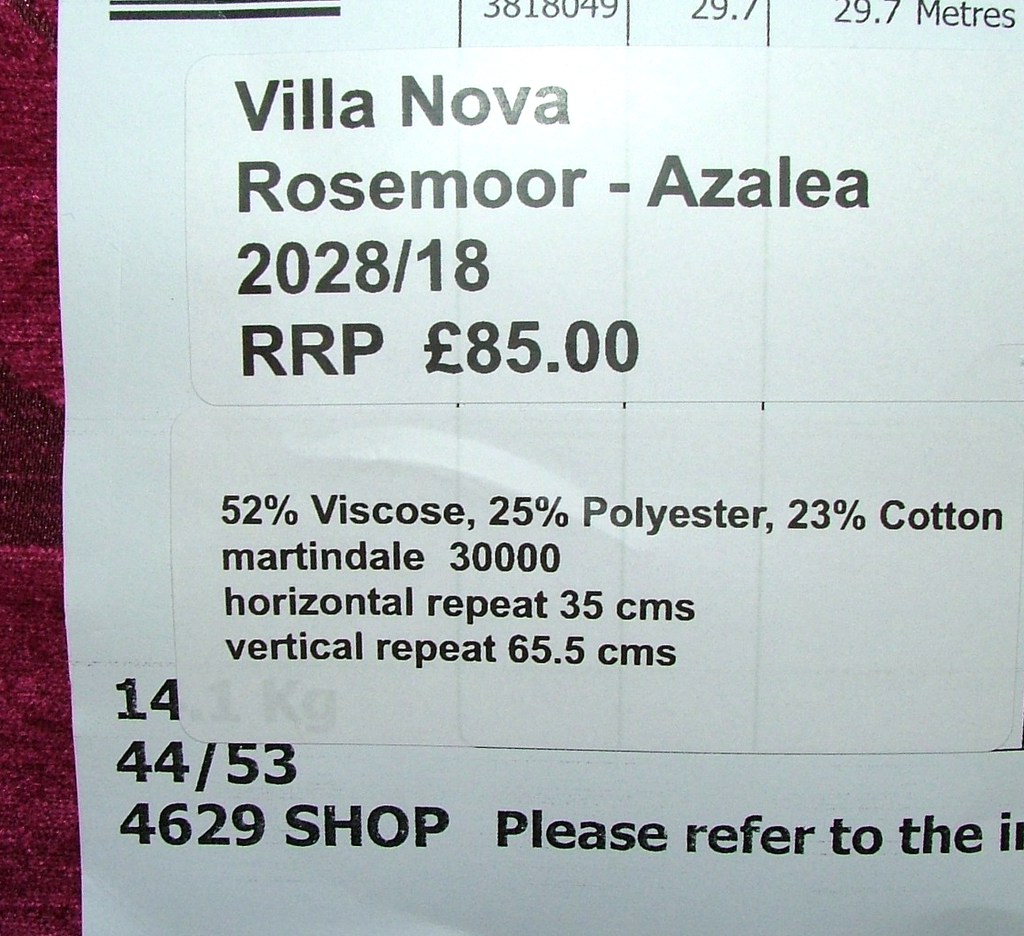 3818049 29.7 29.7 Metres
Villa Nova
Rosemoor - Azalea
2028/18
RRP £85.00
52% Viscose, 25% Polyester, 23% Cotton
martindale 30000
horizontal repeat 35 cms
vertical repeat 65.5 cms
14.1 Kg
44/53
4629 SHOP Please refer to the